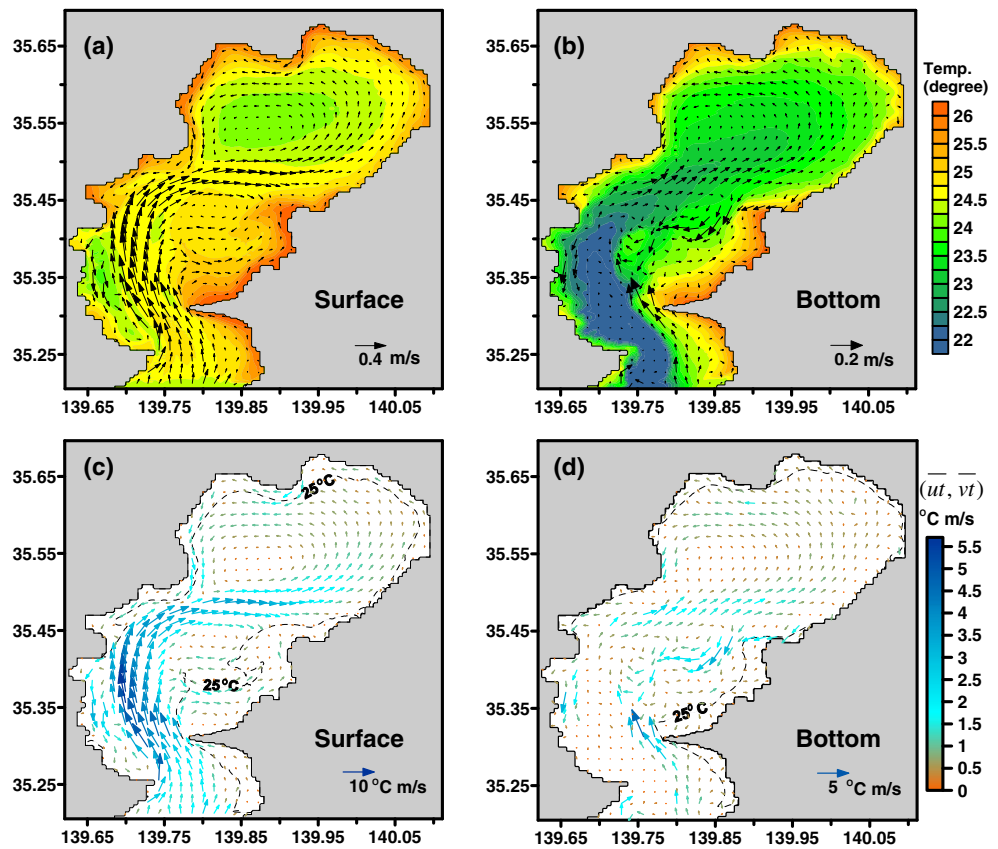 (a)
35.65
35.55
35.45
35.35
35.25
Surface
0.4 m/s
139.65 139.75 139.85 139.95 140.05
(b)
35.65
35.55
35.45
35.35
35.25
Bottom
0.2 m/s
139.65 139.75 139.85 139.95 140.05
Temp.
(degree)
26
25.5
25
24.5
24
23.5
23
22.5
22
(c)
35.65
35.55
35.45
35.35
35.25
25°C
25°C
Surface
10 °C m/s
139.65 139.75 139.85 139.95 140.05
(d)
35.65
35.55
35.45
35.35
35.25
25°C
Bottom
5 °C m/s
139.65 139.75 139.85 139.95 140.05
(u̅t̅, v̅t̅)
°C m/s
5.5
5
4.5
4
3.5
3
2.5
2
1.5
1
0.5
0